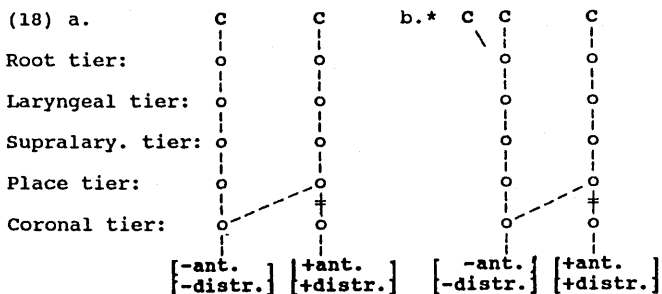 (18) a. C C b.* C C C
Root tier: o o o o
Laryngeal tier: o o o o
Supralary. tier: o o o o
Place tier: o o o o
Coronal tier: o o o o
[-ant. [+ant. [-ant. [+ant.
[-distr.] [+distr.] [-distr.] [+distr.]